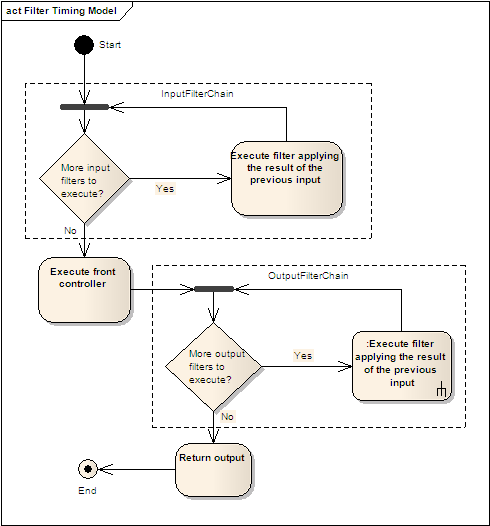 act Filter Timing Model
Start
InputFilterChain
More input
filters to
execute?
Yes
Execute filter applying
the result of the
previous input
No
Execute front
controller
OutputFilterChain
More output
filters to
execute?
Yes
:Execute filter
applying the result
of the previous
input
No
Return output
End